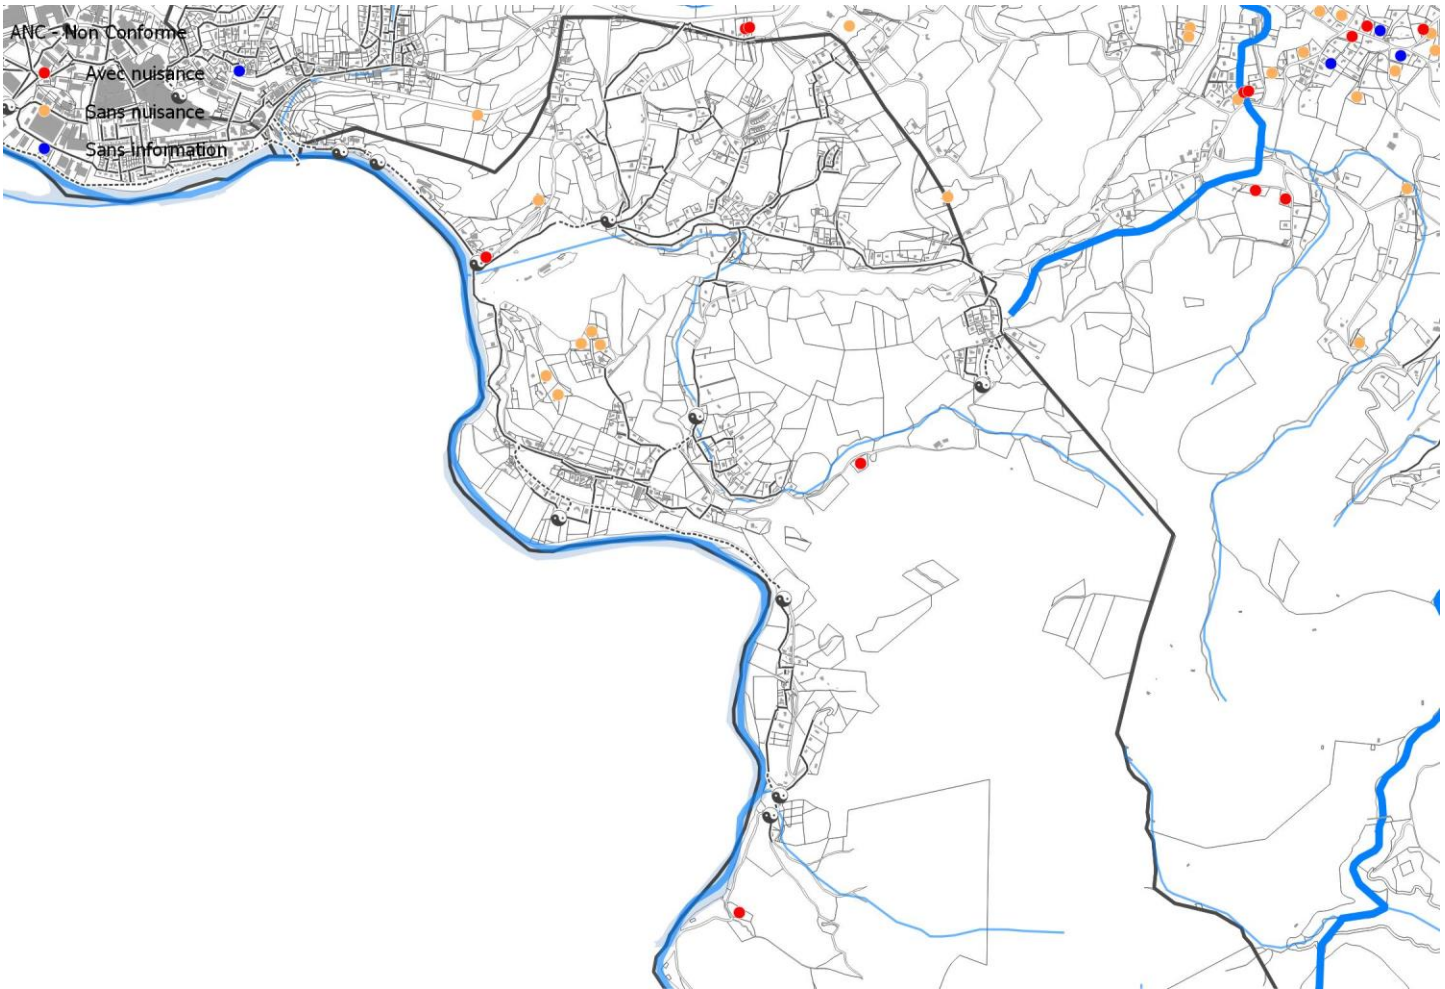 ANC - Non Conforme
Avec nuisance
Sans nuisance
Sans information